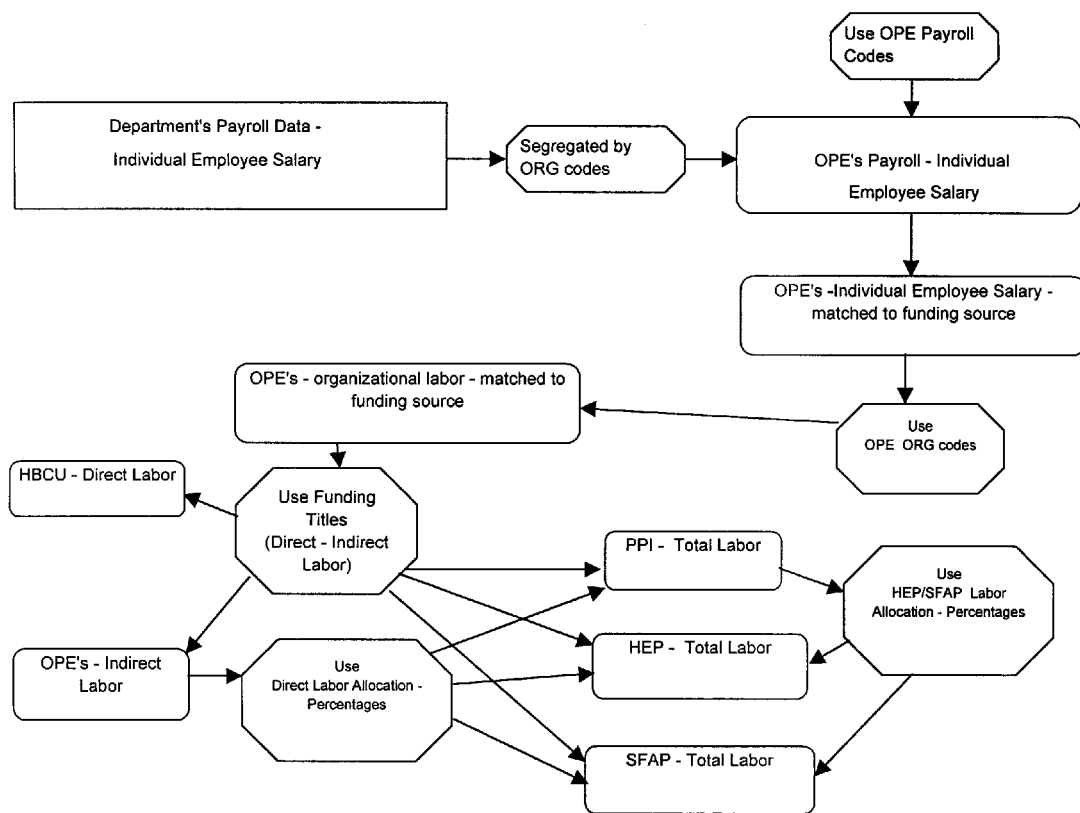 Use OPE Payroll
Codes
Department's Payroll Data -
Individual Employee Salary
Segregated by
ORG codes
OPE's Payroll - Individual
Employee Salary
OPE's -Individual Employee Salary -
matched to funding source
OPE's - organizational labor - matched to
funding source
Use
OPE ORG codes
HBCU - Direct Labor
Use Funding
Titles
(Direct - Indirect
Labor)
PPI - Total Labor
Use
HEP/SFAP Labor
Allocation - Percentages
OPE's - Indirect
Labor
Use
Direct Labor Allocation -
Percentages
HEP - Total Labor
SFAP - Total Labor